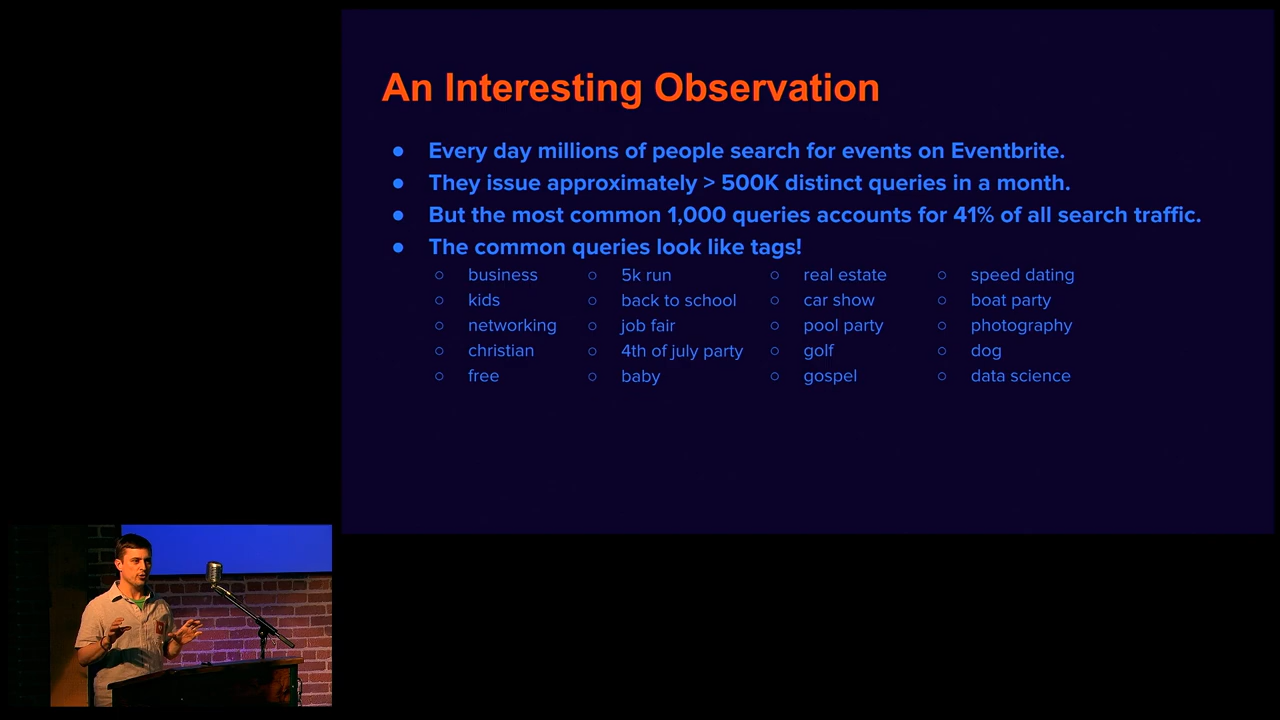 An Interesting Observation
● Every day millions of people search for events on Eventbrite.
● They issue approximately > 500K distinct queries in a month.
● But the most common 1,000 queries accounts for 41% of all search traffic.
● The common queries look like tags!
○ business
○ kids
○ networking
○ christian
○ free
○ 5k run
○ back to school
○ job fair
○ 4th of july party
○ baby
○ real estate
○ car show
○ pool party
○ golf
○ gospel
○ speed dating
○ boat party
○ photography
○ dog
○ data science